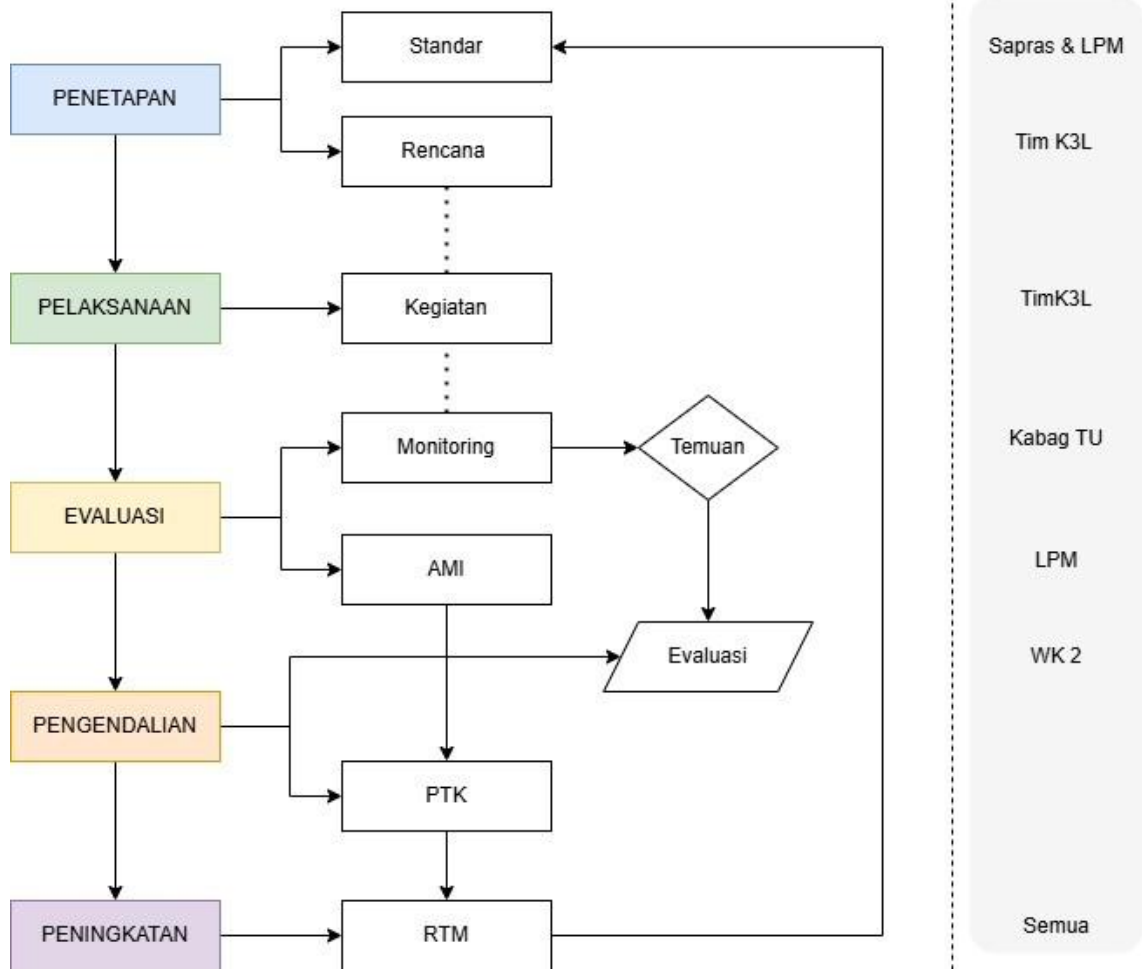 Standar
Sapras & LPM
PENETAPAN
Rencana
Tim K3L
PELAKSANAAN
Kegiatan
TimK3L
Monitoring
Temuan
Kabag TU
EVALUASI
AMI
LPM
Evaluasi
WK 2
PENGENDALIAN
PTK
PENINGKATAN
RTM
Semua